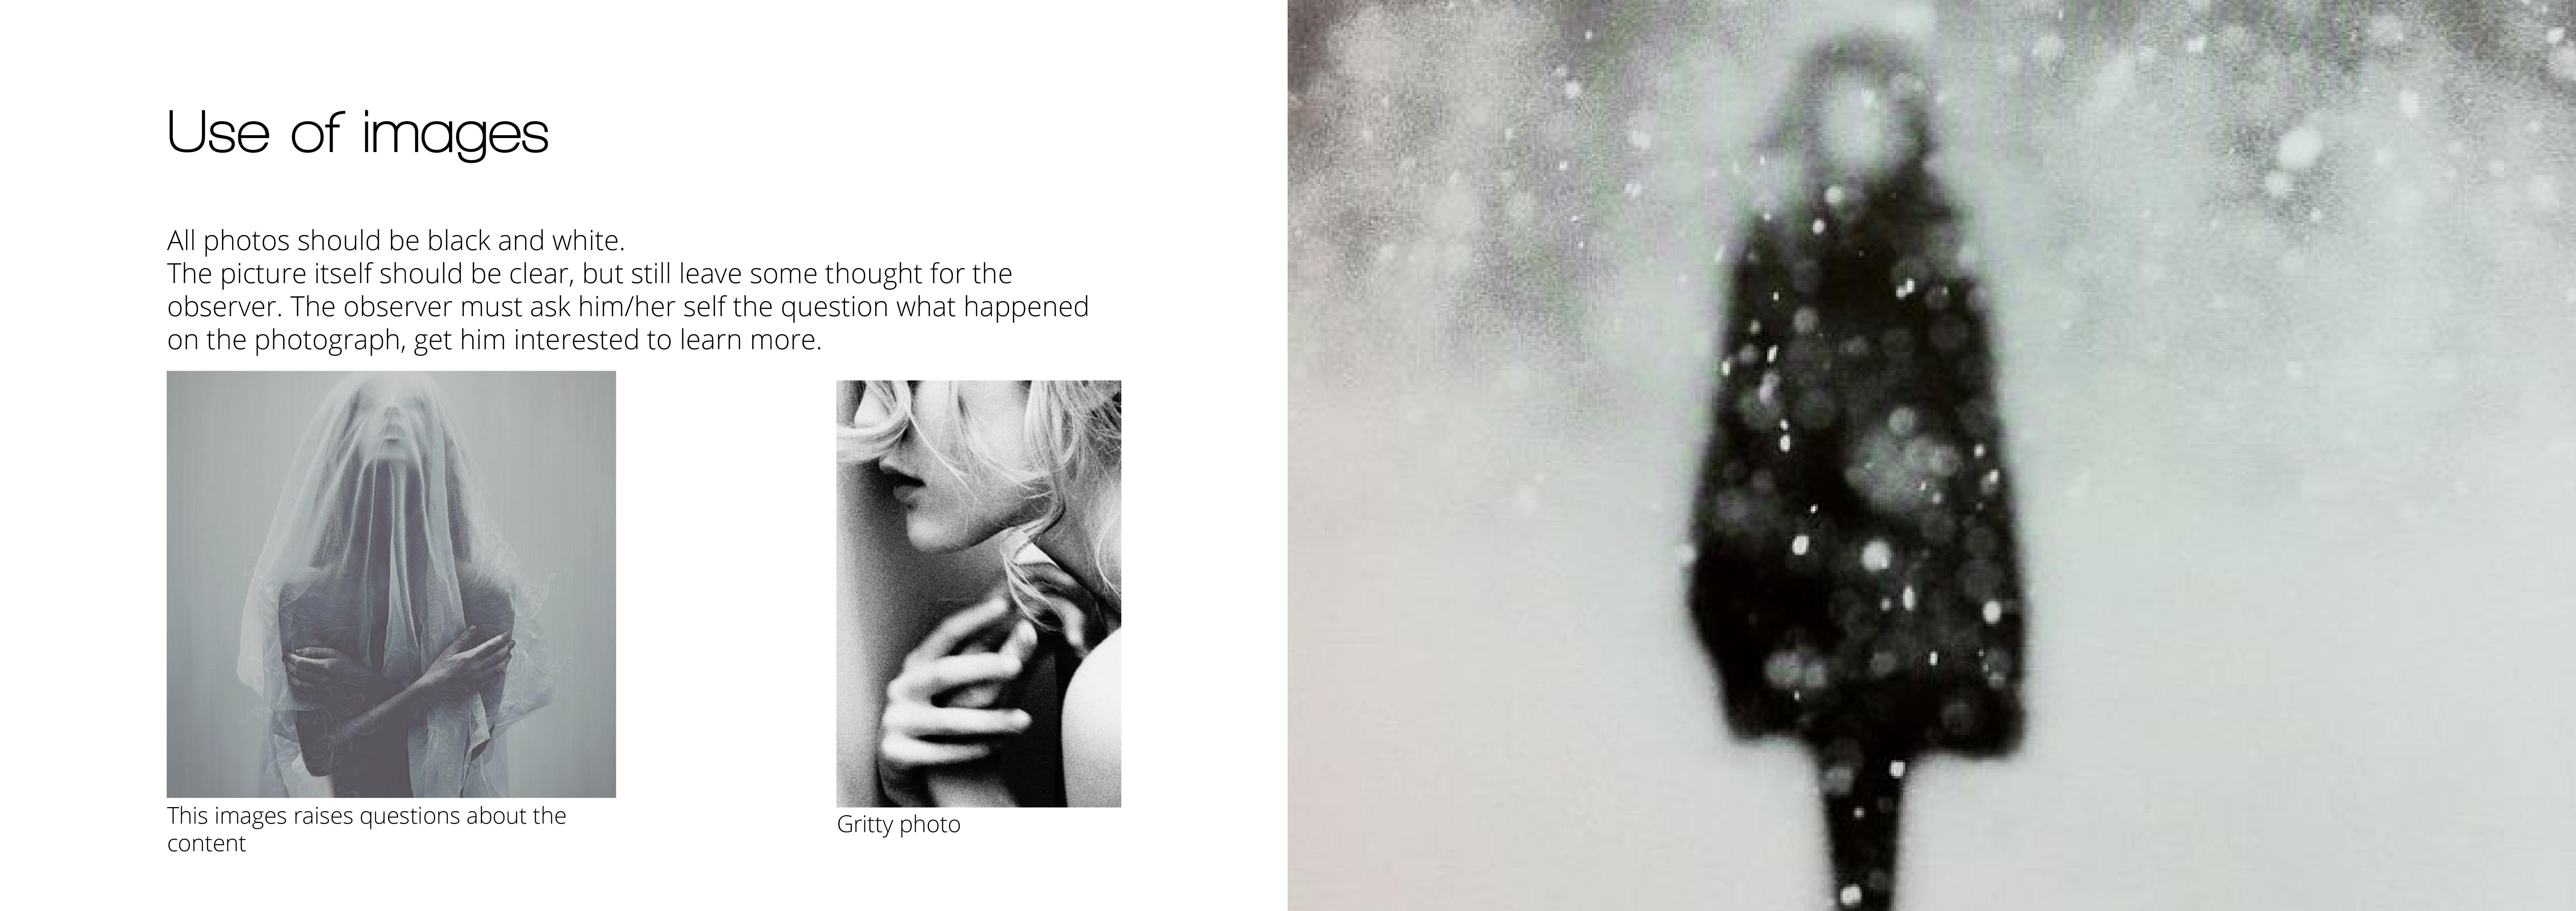 Use of images
All photos should be black and white.
The picture itself should be clear, but still leave some thought for the
observer. The observer must ask him/her self the question what happened
on the photograph, get him interested to learn more.
This images raises questions about the
content
Gritty photo